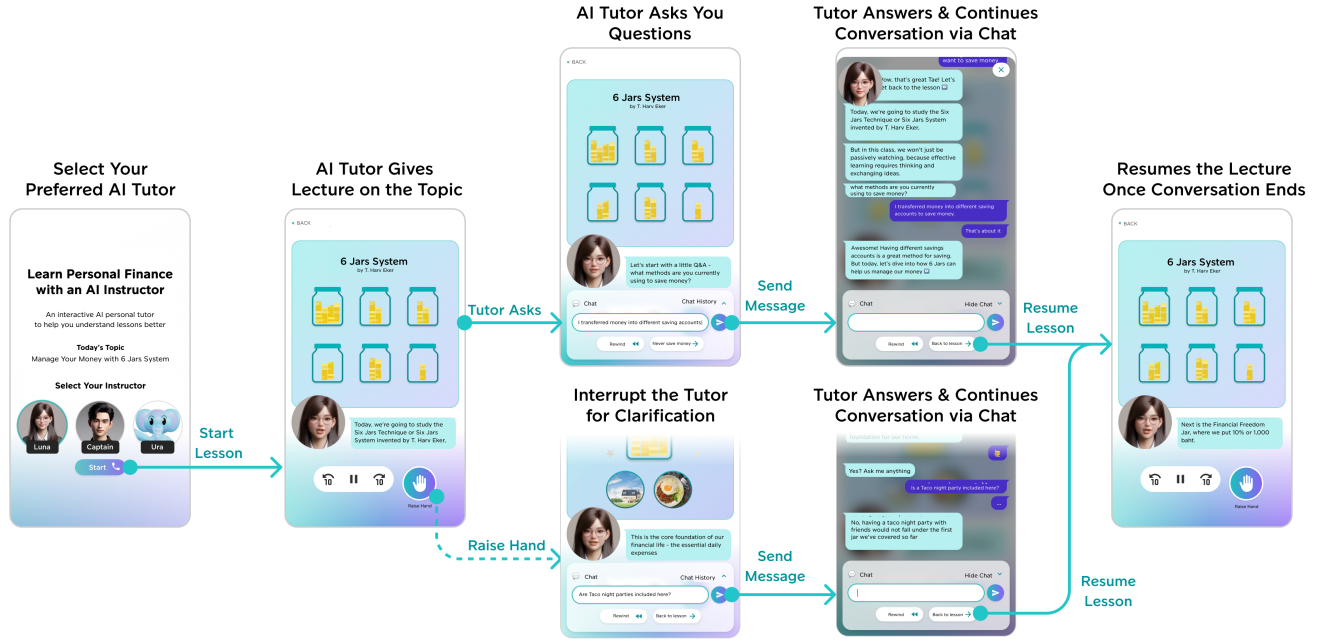 Select Your
Preferred AI Tutor
Learn Personal Finance
with an AI Instructor
An interactive AI personal tutor
to help you understand lessons better
Today's Topic
Manage Your Money with 6 Jars System
Select Your Instructor
Luna
Captain
Ura
Start
Start
Lesson
AI Tutor Gives
Lecture on the Topic
BACK
6 Jars System
by T. Harv Eker
Today, we're going to study the
Six Jars Technique or Six Jars
System invented by T. Harv Eker.
10
10
Raise Hand
Tutor Asks
Raise Hand
AI Tutor Asks You
Questions
BACK
6 Jars System
by T. Harv Eker
Let's start with a little Q&A -
what methods are you currently
using to save money?
Chat
Chat History
I transferred money into different saving accounts
Rewind
Never save money
Send
Message
Tutor Answers & Continues
Conversation via Chat
want to save money
Wow, that's great Tae! Let's
get back to the lesson
Today, we're going to study the Six
Jars Technique or Six Jars System
invented by T. Harv Eker.
But in this class, we won't just be
passively watching, because effective
learning requires thinking and
exchanging ideas.
what methods are you currently
using to save money?
I transferred money into different saving
accounts to save money.
That's about it
Awesome! Having different savings
accounts is a great method for saving.
But today, let's dive into how 6 Jars can
help us manage our money
Chat
Hide Chat
Rewind
Back to lesson
Resume
Lesson
Interrupt the Tutor
for Clarification
This is the core foundation of our
financial life - the essential daily
expenses
Chat
Chat History
Are Taco night parties included here?
Rewind
Back to lesson
Send
Message
Tutor Answers & Continues
Conversation via Chat
foundation for our home.
Yes? Ask me anything
Is a Taco night party included here?
...
No, having a taco night party with
friends would not fall under the first
jar we've covered so far
Chat
Hide Chat
Rewind
Back to lesson
Resume
Lesson
Resumes the Lecture
Once Conversation Ends
BACK
6 Jars System
by T. Harv Eker
Next is the Financial Freedom
Jar, where we put 10% or 1,000
baht.
10
10
Raise Hand